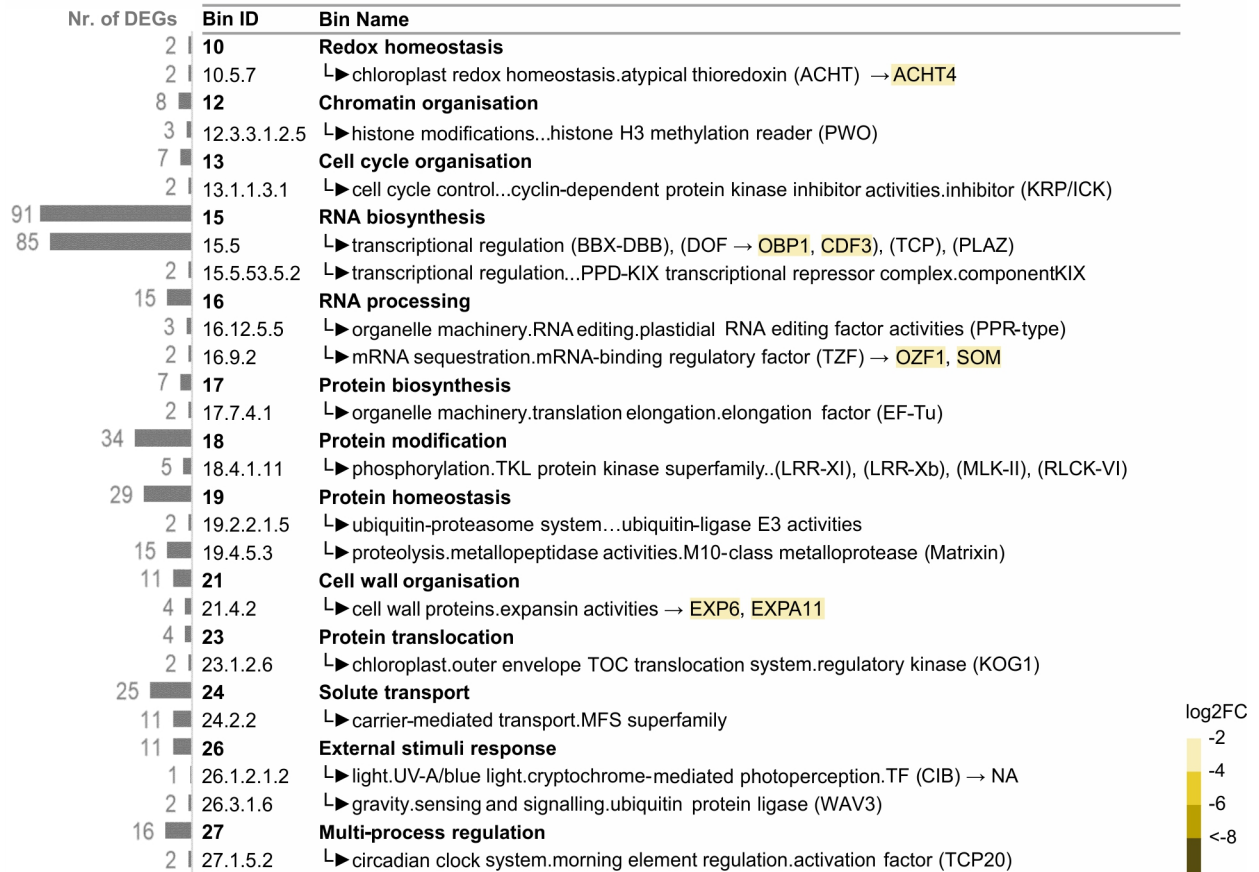 Nr. of DEGs Bin ID Bin Name
2 10 Redox homeostasis
2 10.5.7 └►chloroplast redox homeostasis.atypical thioredoxin (ACHT) → ACHT4
8 12 Chromatin organisation
3 12.3.3.1.2.5 └►histone modifications...histone H3 methylation reader (PWO)
7 13 Cell cycle organisation
2 13.1.1.3.1 └►cell cycle control...cyclin-dependent protein kinase inhibitor activities.inhibitor (KRP/ICK)
91 15 RNA biosynthesis
85 15.5 └►transcriptional regulation (BBX-DBB), (DOF → OBP1, CDF3), (TCP), (PLAZ)
2 15.5.53.5.2 └►transcriptional regulation...PPD-KIX transcriptional repressor complex.componentKIX
15 16 RNA processing
3 16.12.5.5 └►organelle machinery.RNA editing.plastidial RNA editing factor activities (PPR-type)
2 16.9.2 └►mRNA sequestration.mRNA-binding regulatory factor (TZF) → OZF1, SOM
7 17 Protein biosynthesis
2 17.7.4.1 └►organelle machinery.translation elongation.elongation factor (EF-Tu)
34 18 Protein modification
5 18.4.1.11 └►phosphorylation.TKL protein kinase superfamily..(LRR-XI), (LRR-Xb), (MLK-II), (RLCK-VI)
29 19 Protein homeostasis
2 19.2.2.1.5 └►ubiquitin-proteasome system…ubiquitin-ligase E3 activities
15 19.4.5.3 └►proteolysis.metallopeptidase activities.M10-class metalloprotease (Matrixin)
11 21 Cell wall organisation
4 21.4.2 └►cell wall proteins.expansin activities → EXP6, EXPA11
4 23 Protein translocation
2 23.1.2.6 └►chloroplast.outer envelope TOC translocation system.regulatory kinase (KOG1)
25 24 Solute transport
11 24.2.2 └►carrier-mediated transport.MFS superfamily
11 26 External stimuli response
1 26.1.2.1.2 └►light.UV-A/blue light.cryptochrome-mediated photoperception.TF (CIB) → NA
2 26.3.1.6 └►gravity.sensing and signalling.ubiquitin protein ligase (WAV3)
16 27 Multi-process regulation
2 27.1.5.2 └►circadian clock system.morning element regulation.activation factor (TCP20)
log2FC
-2
-4
-6
<-8